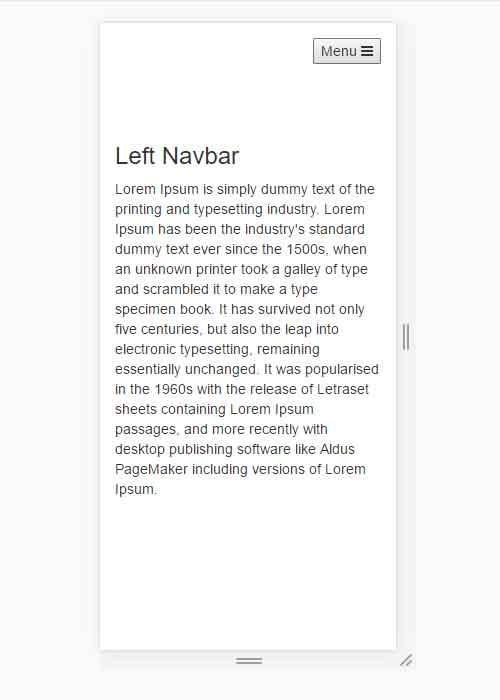 Menu
Left Navbar
Lorem Ipsum is simply dummy text of the
printing and typesetting industry. Lorem
Ipsum has been the industry's standard
dummy text ever since the 1500s, when
an unknown printer took a galley of type
and scrambled it to make a type
specimen book. It has survived not only
five centuries, but also the leap into
electronic typesetting, remaining
essentially unchanged. It was popularised
in the 1960s with the release of Letraset
sheets containing Lorem Ipsum
passages, and more recently with
desktop publishing software like Aldus
PageMaker including versions of Lorem
Ipsum.